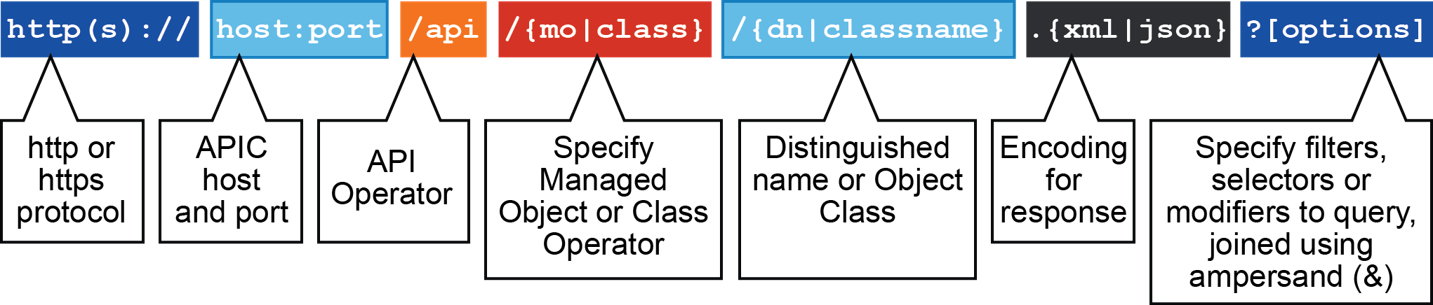 http(s):// host:port /api /{mo|class} /{dn|classname} .{xml|json} ?[options]
http or
https
protocol
APIC
host
and port
API
Operator
Specify
Managed
Object or Class
Operator
Distinguished
name or Object
Class
Encoding
for
response
Specify filters,
selectors or
modifiers to query,
joined using
ampersand (&)